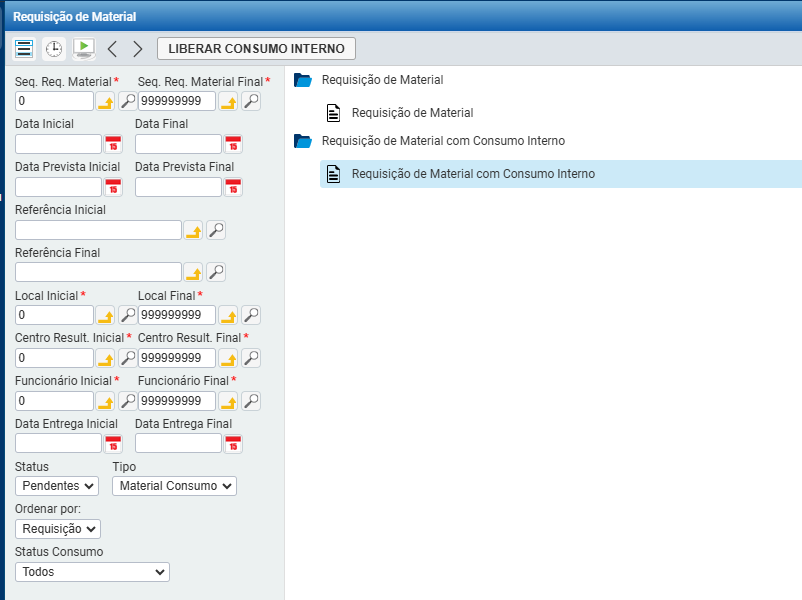 Requisição de Material
LIBERAR CONSUMO INTERNO
Seq. Req. Material* Seq. Req. Material Final*
0 999999999
Data Inicial Data Final
15 15
Data Prevista Inicial Data Prevista Final
15 15
Referência Inicial
Referência Final
Local Inicial* Local Final*
0 999999999
Centro Result. Inicial* Centro Result. Final*
0 999999999
Funcionário Inicial* Funcionário Final*
0 999999999
Data Entrega Inicial Data Entrega Final
15 15
Status Tipo
Pendentes Material Consumo
Ordenar por:
Requisição
Status Consumo
Todos
Requisição de Material
Requisição de Material
Requisição de Material com Consumo Interno
Requisição de Material com Consumo Interno